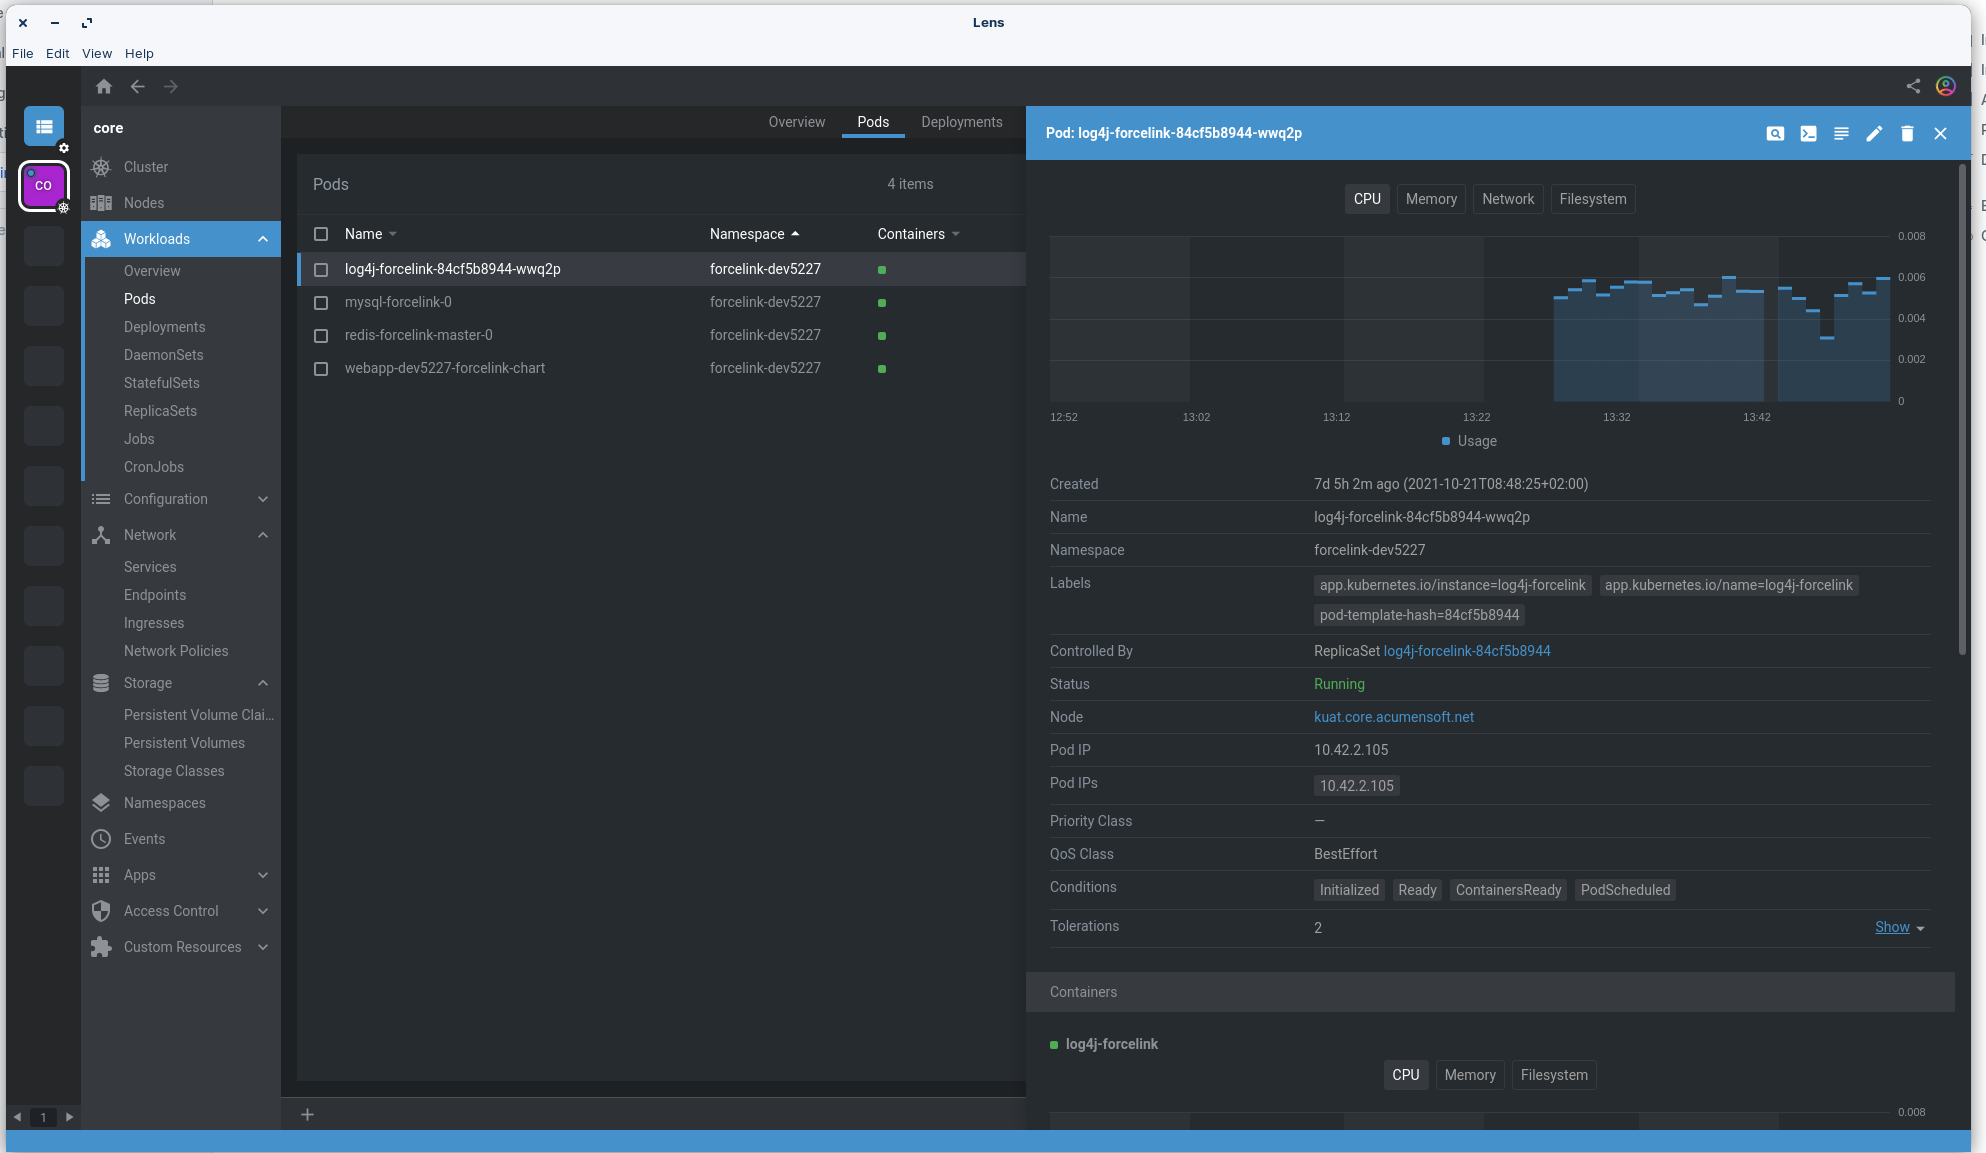 Lens
File Edit View Help
core
CO
Cluster
Nodes
Workloads
Overview
Pods
Deployments
DaemonSets
StatefulSets
ReplicaSets
Jobs
CronJobs
Configuration
Network
Services
Endpoints
Ingresses
Network Policies
Storage
Persistent Volume Clai...
Persistent Volumes
Storage Classes
Namespaces
Events
Apps
Access Control
Custom Resources
1
Overview Pods Deployments
Pods 4 items
Name Namespace Containers
log4j-forcelink-84cf5b8944-wwq2p forcelink-dev5227
mysql-forcelink-0 forcelink-dev5227
redis-forcelink-master-0 forcelink-dev5227
webapp-dev5227-forcelink-chart forcelink-dev5227
Pod: log4j-forcelink-84cf5b8944-wwq2p
CPU Memory Network Filesystem
0.008
0.006
0.004
0.002
0
12:52 13:02 13:12 13:22 13:32 13:42
Usage
Created 7d 5h 2m ago (2021-10-21T08:48:25+02:00)
Name log4j-forcelink-84cf5b8944-wwq2p
Namespace forcelink-dev5227
Labels app.kubernetes.io/instance=log4j-forcelink app.kubernetes.io/name=log4j-forcelink
pod-template-hash=84cf5b8944
Controlled By ReplicaSet log4j-forcelink-84cf5b8944
Status Running
Node kuat.core.acumensoft.net
Pod IP 10.42.2.105
Pod IPs 10.42.2.105
Priority Class —
QoS Class BestEffort
Conditions Initialized Ready ContainersReady PodScheduled
Tolerations 2 Show
Containers
log4j-forcelink
CPU Memory Filesystem
0.008